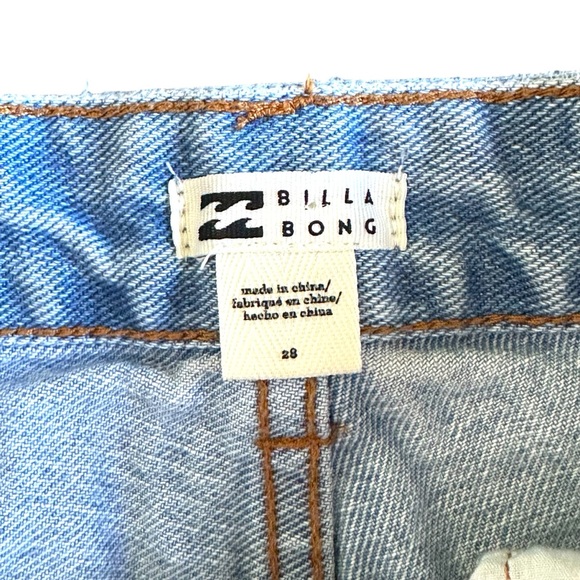 BILLA
BONG
made in china/
fabriqué en chine/
hecho en china
28